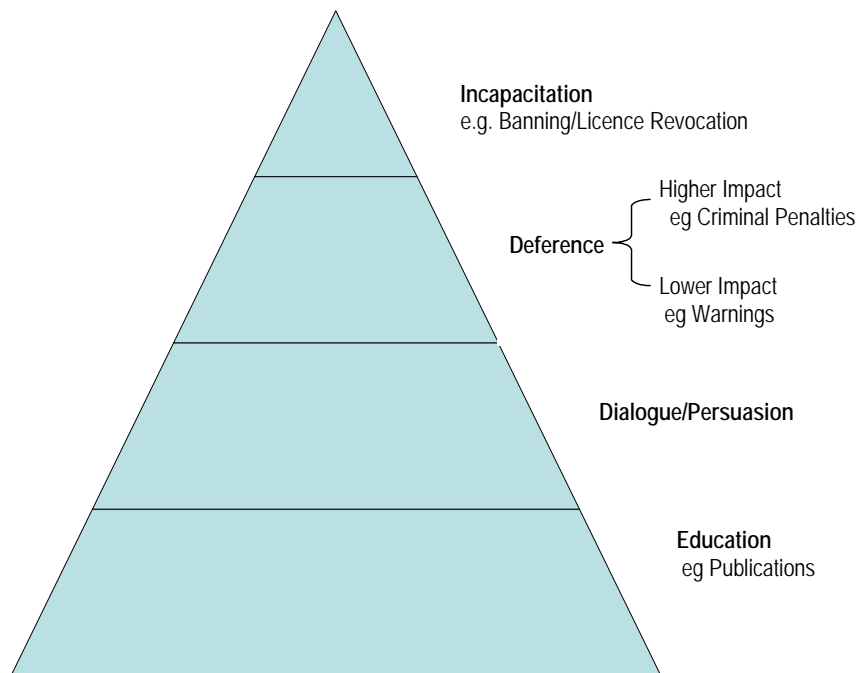 Incapacitation
e.g. Banning/Licence Revocation
Higher Impact
eg Criminal Penalties
Deference
Lower Impact
eg Warnings
Dialogue/Persuasion
Education
eg Publications